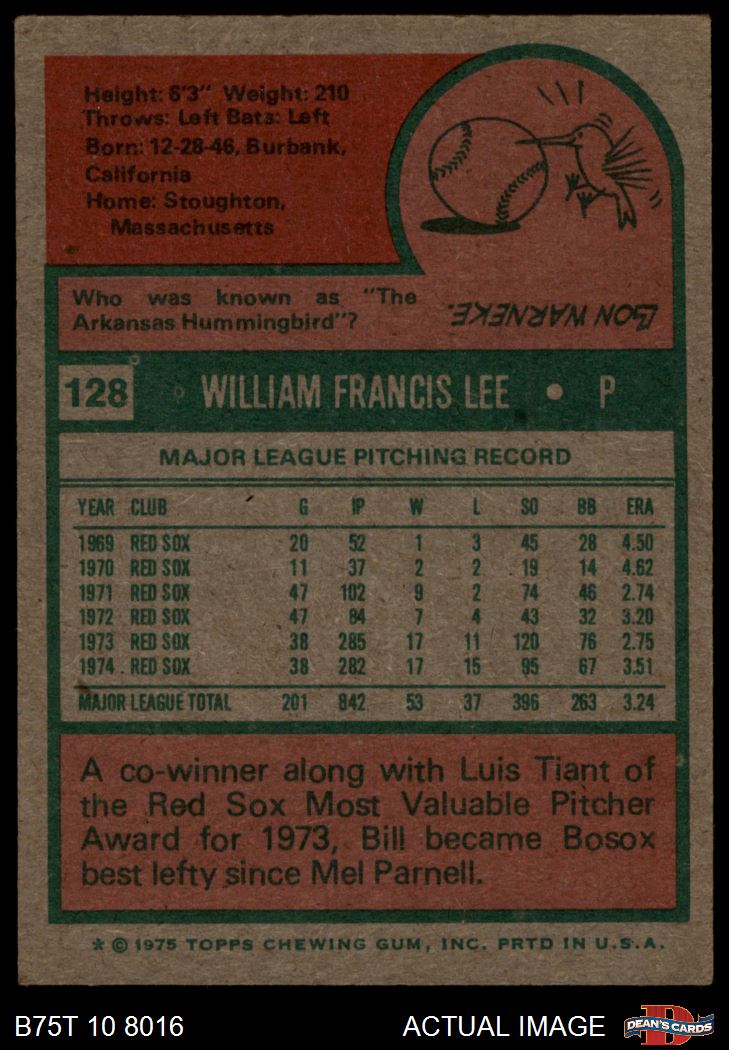 Height: 6'3" Weight: 210
Throws: Left Bats: Left
Born: 12-28-46, Burbank,
California
Home: Stoughton,
Massachusetts
Who was known as "The
Arkansas Hummingbird"?
BON WARNEKE.
128 WILLIAM FRANCIS LEE • P
MAJOR LEAGUE PITCHING RECORD
YEAR CLUB G IP W L SO BB ERA
1969 RED SOX 20 52 1 3 45 28 4.50
1970 RED SOX 11 37 2 2 19 14 4.62
1971 RED SOX 47 102 9 2 74 46 2.74
1972 RED SOX 47 84 7 4 43 32 3.20
1973 RED SOX 38 285 17 11 120 76 2.75
1974 RED SOX 38 282 17 15 95 67 3.51
MAJOR LEAGUE TOTAL 201 842 53 37 396 263 3.24
A co-winner along with Luis Tiant of
the Red Sox Most Valuable Pitcher
Award for 1973, Bill became Bosox
best lefty since Mel Parnell.
* © 1975 TOPPS CHEWING GUM, INC. PRTD IN U.S.A.
B75T 10 8016 ACTUAL IMAGE
D
DEAN'S CARDS